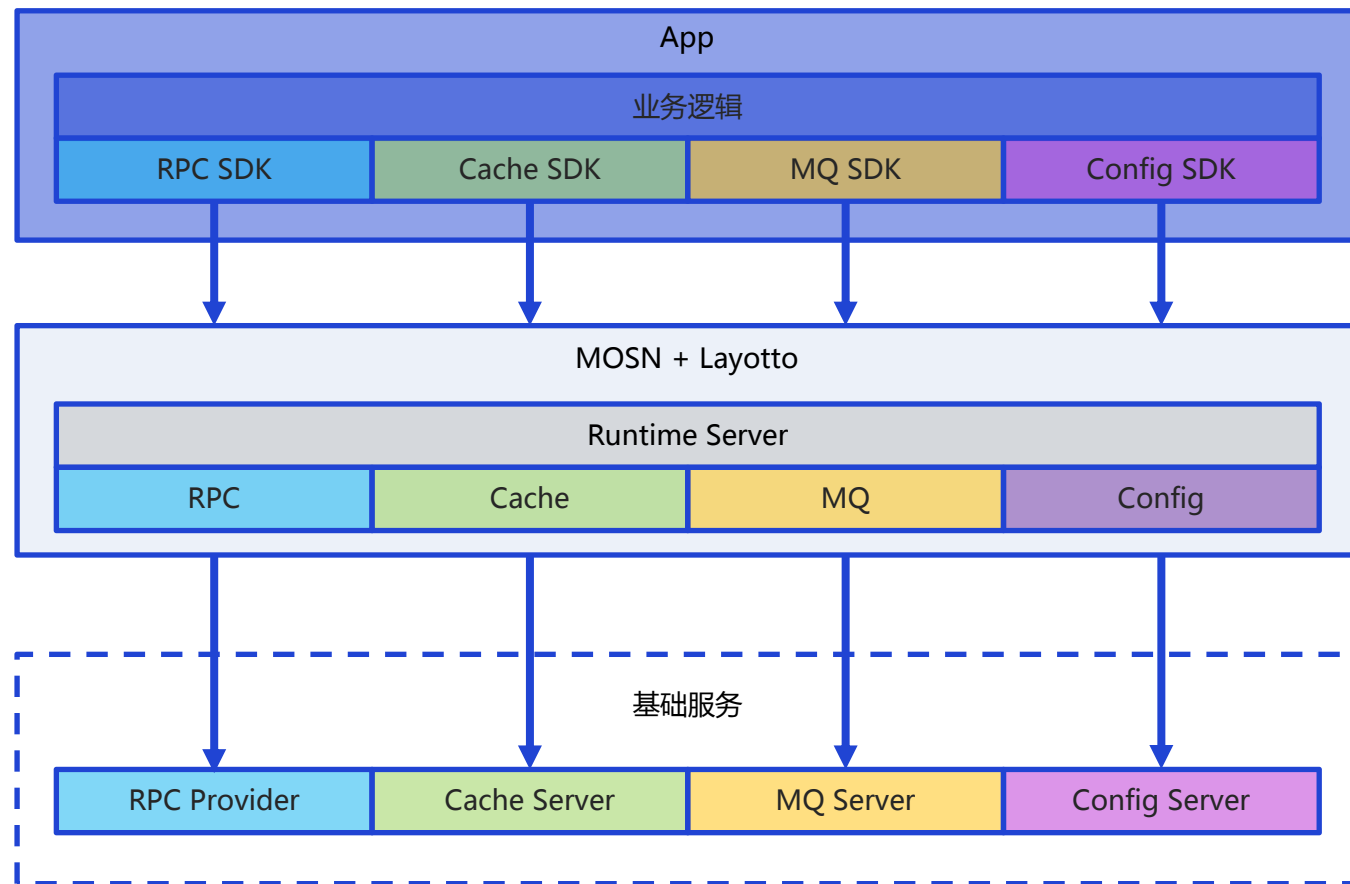 App
业务逻辑
RPC SDK
Cache SDK
MQ SDK
Config SDK
MOSN + Layotto
Runtime Server
RPC
Cache
MQ
Config
基础服务
RPC Provider
Cache Server
MQ Server
Config Server